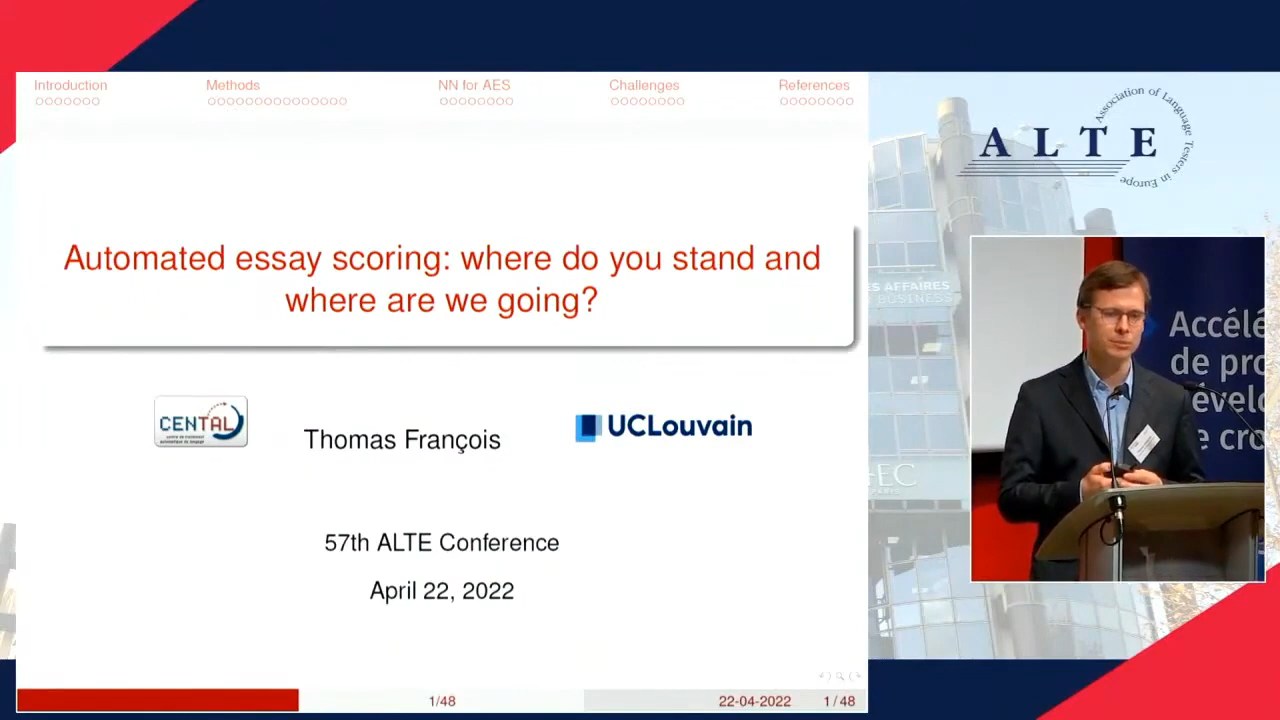 Introduction
Methods
NN for AES
Challenges
References
Automated essay scoring: where do you stand and
where are we going?
CENTAL
Thomas François
UCLouvain
57th ALTE Conference
April 22, 2022
1/48
22-04-2022
1 / 48
ALTE
Association of Language Testers in Europe
ES AFFAIRES
BUSINESS
EC
Accélé
de pro
dévelo
e cro